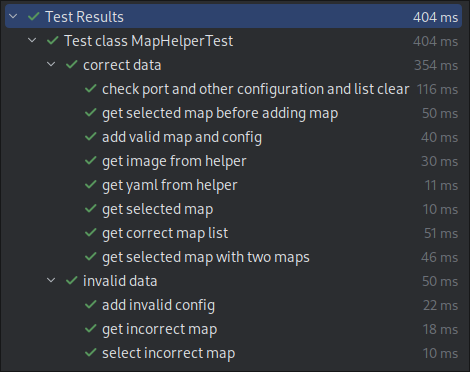 Test Results 404 ms
Test class MapHelperTest 404 ms
correct data 354 ms
check port and other configuration and list clear 116 ms
get selected map before adding map 50 ms
add valid map and config 40 ms
get image from helper 30 ms
get yaml from helper 11 ms
get selected map 10 ms
get correct map list 51 ms
get selected map with two maps 46 ms
invalid data 50 ms
add invalid config 22 ms
get incorrect map 18 ms
select incorrect map 10 ms